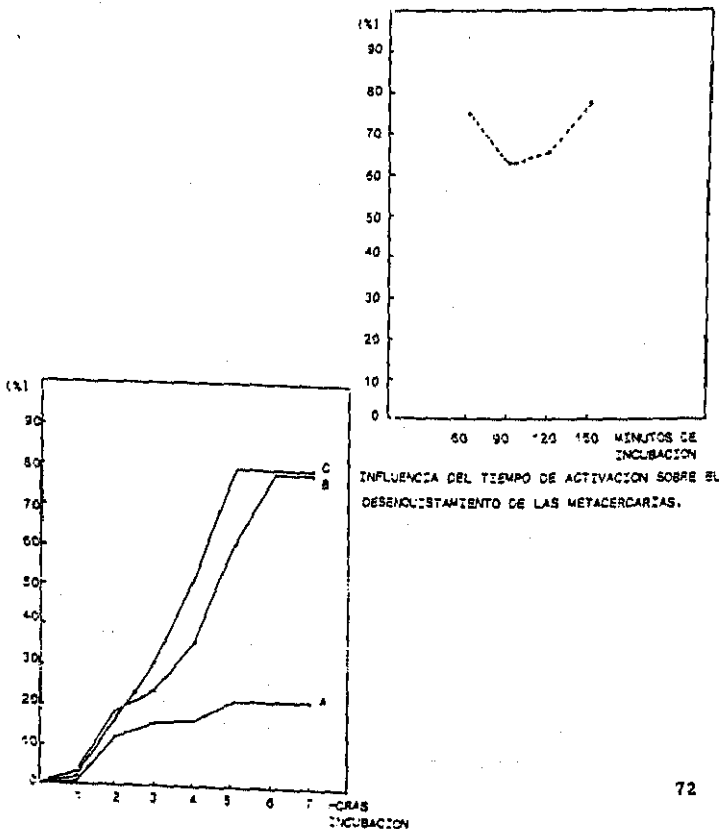 (%)
90
80
70
60
50
40
30
20
10
0
60 90 120 150 MINUTOS DE
INCUBACION
INFLUENCIA DEL TIEMPO DE ACTIVACION SOBRE EL
DESENQUISTAMIENTO DE LAS METACERCARIAS.
(%)
90
80
70
60
50
40
30
20
10
0
C
B
A
1 2 3 4 5 6 7 HORAS
INCUBACION
72